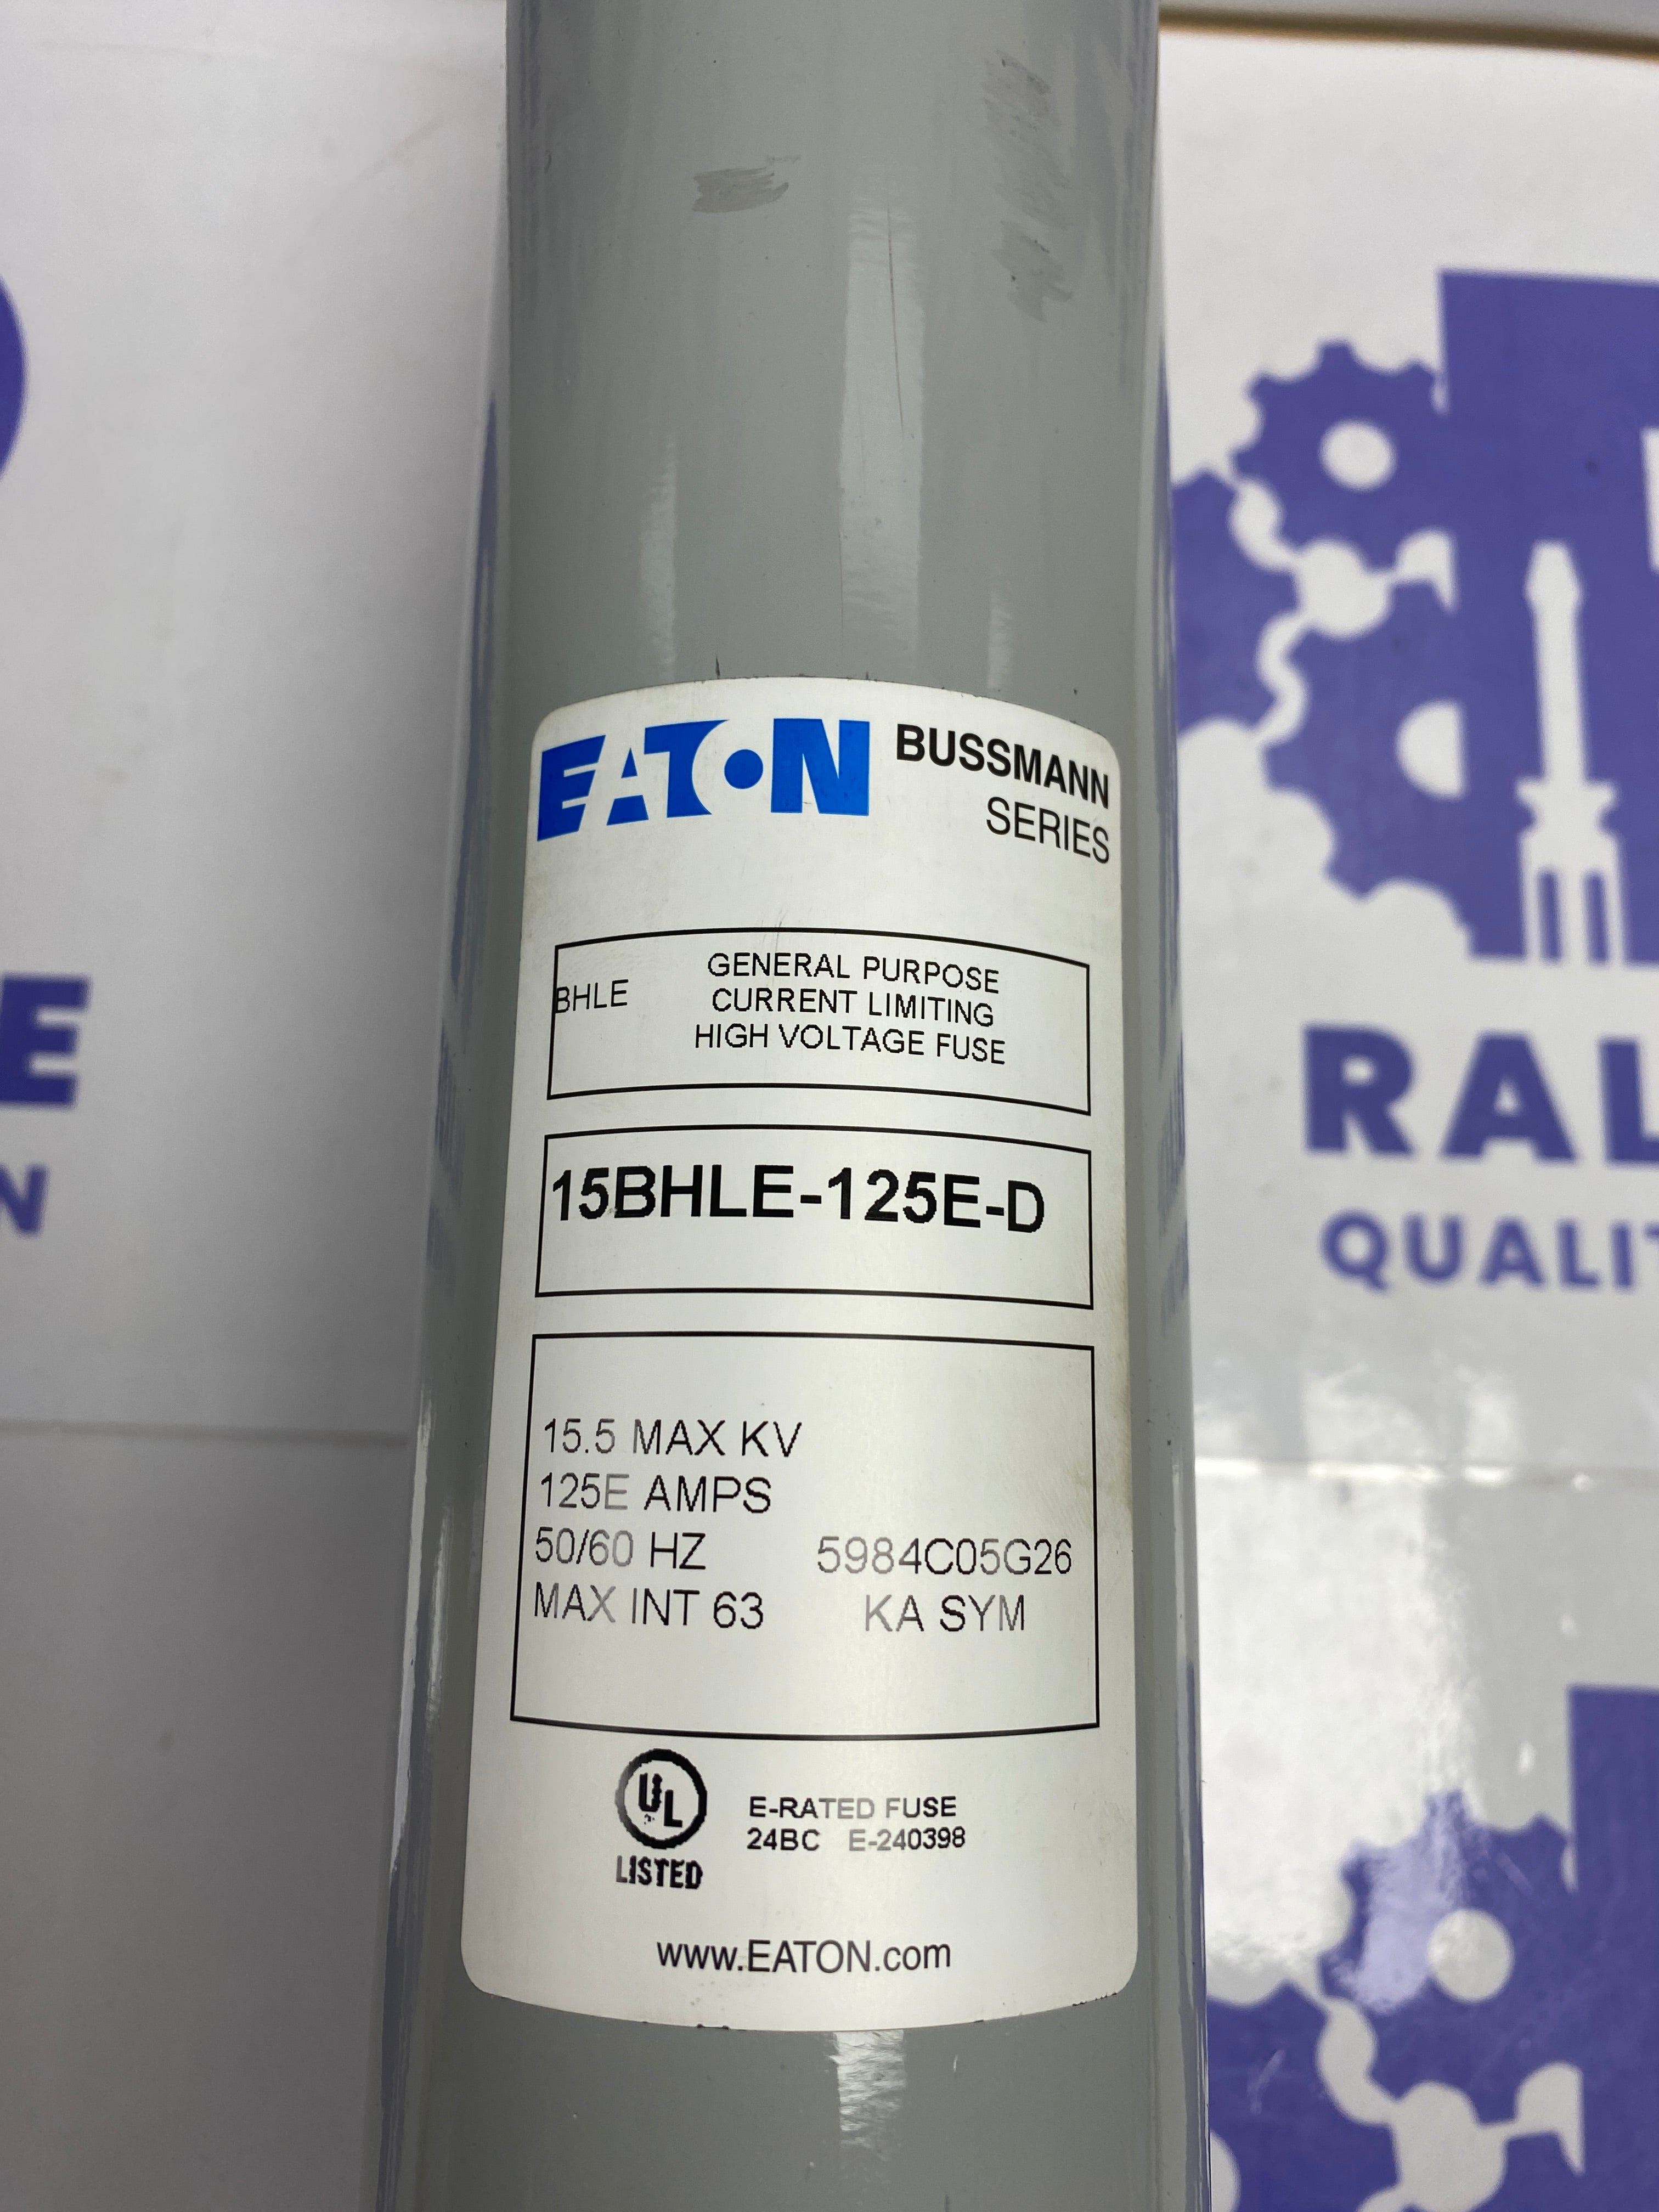 EATON BUSSMANN
SERIES
BHLE
GENERAL PURPOSE
CURRENT LIMITING
HIGH VOLTAGE FUSE
15BHLE-125E-D
15.5 MAX KV
125E AMPS
50/60 HZ 5984C05G26
MAX INT 63 KA SYM
UL
LISTED
E-RATED FUSE
24BC E-240398
www.EATON.com
E
N
RAL
QUALIT